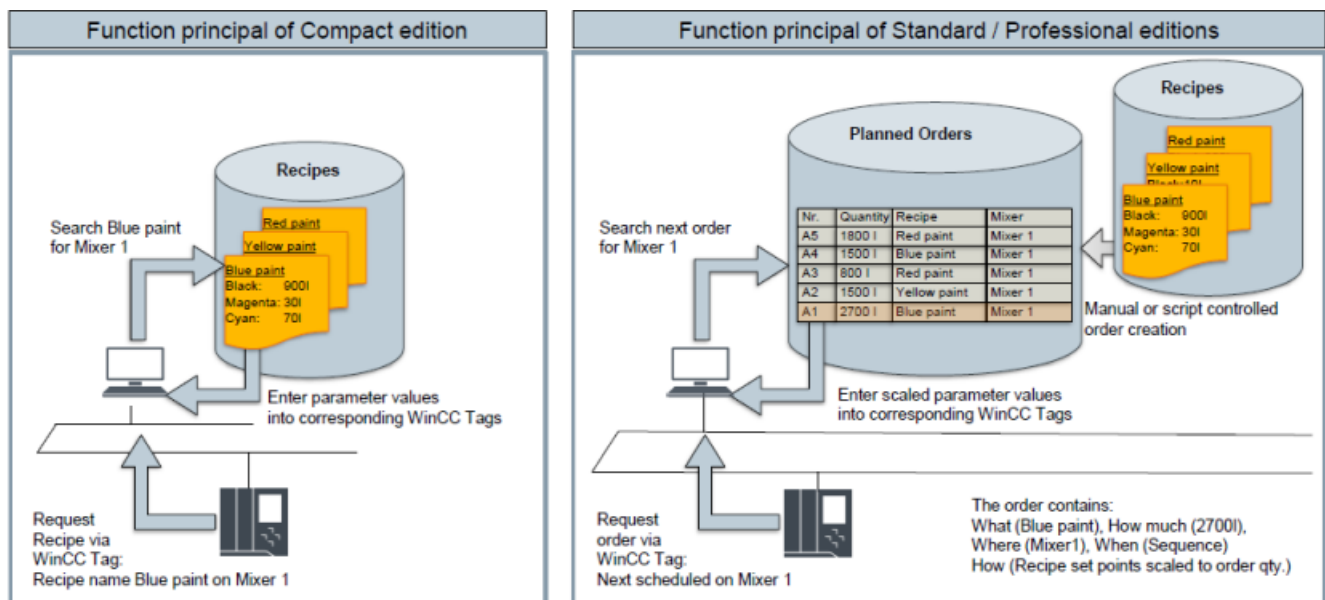 Function principal of Compact edition
Recipes
Search Blue paint
for Mixer 1
Red paint
Yellow paint
Blue paint
Black: 900l
Magenta: 30l
Cyan: 70l
Enter parameter values
into corresponding WinCC Tags
Request
Recipe via
WinCC Tag:
Recipe name Blue paint on Mixer 1
Function principal of Standard / Professional editions
Recipes
Planned Orders
Red paint
Yellow paint
Blue paint
Black: 900l
Magenta: 30l
Cyan: 70l
Search next order
for Mixer 1
Nr. Quantity Recipe Mixer
A5 1800 l Red paint Mixer 1
A4 1500 l Blue paint Mixer 1
A3 800 l Red paint Mixer 1
A2 1500 l Yellow paint Mixer 1
A1 2700 l Blue paint Mixer 1
Manual or script controlled
order creation
Enter scaled parameter values
into corresponding WinCC Tags
Request
order via
WinCC Tag:
Next scheduled on Mixer 1
The order contains:
What (Blue paint), How much (2700l),
Where (Mixer1), When (Sequence)
How (Recipe set points scaled to order qty.)